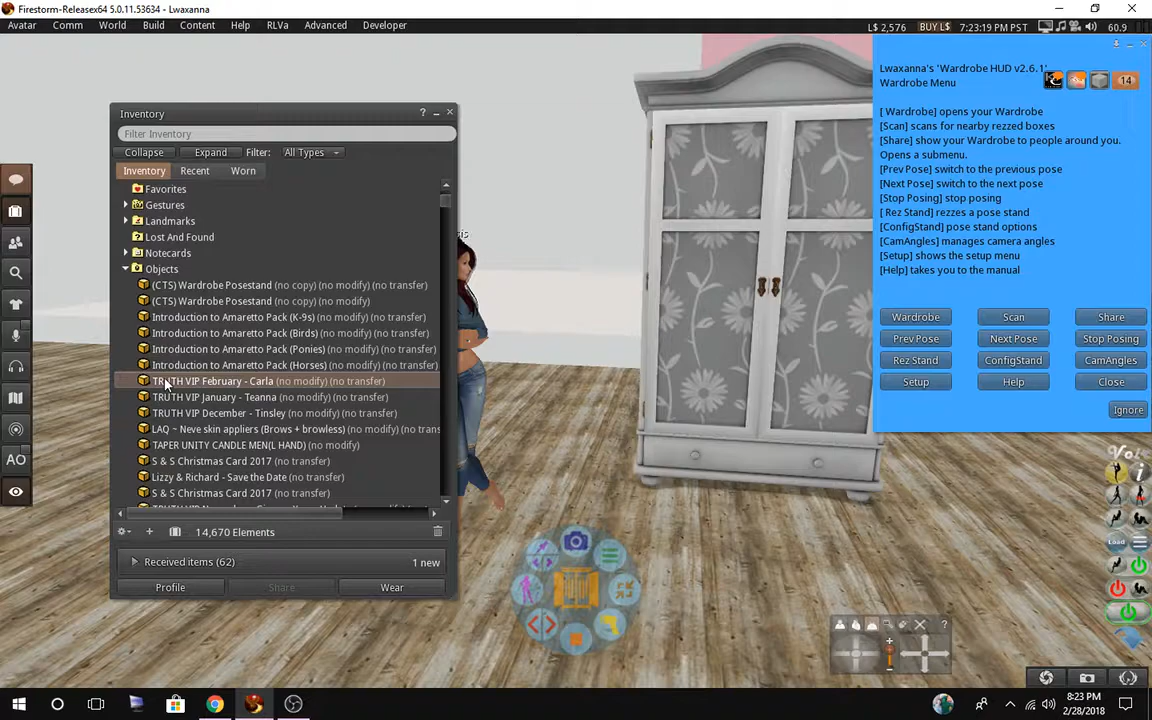 Firestorm-Releasex64 5.0.11.53634 - Lwaxanna
Avatar Comm World Build Content Help RLVa Advanced Developer
L$ 2,576 BUY L$ 7:23:19 PM PST 60.9
Inventory
? _ ×
Filter Inventory
Collapse Expand Filter: All Types
Inventory Recent Worn
Favorites
Gestures
Landmarks
Lost And Found
Notecards
Objects
(CTS) Wardrobe Posestand (no copy) (no modify) (no transfer)
(CTS) Wardrobe Posestand (no copy) (no modify)
Introduction to Amaretto Pack (K-9s) (no modify) (no transfer)
Introduction to Amaretto Pack (Birds) (no modify) (no transfer)
Introduction to Amaretto Pack (Ponies) (no modify) (no transfer)
Introduction to Amaretto Pack (Horses) (no modify) (no transfer)
TRUTH VIP February - Carla (no modify) (no transfer)
TRUTH VIP January - Teanna (no modify) (no transfer)
TRUTH VIP December - Tinsley (no modify) (no transfer)
LAQ ~ Neve skin appliers (Brows + browless) (no modify) (no trans
TAPER UNITY CANDLE MEN(L HAND) (no modify)
S & S Christmas Card 2017 (no transfer)
Lizzy & Richard - Save the Date (no transfer)
S & S Christmas Card 2017 (no transfer)
14,670 Elements
Received items (62) 1 new
Profile Share Wear
sis
Lwaxanna's 'Wardrobe HUD v2.6.1'
Wardrobe Menu
14
[ Wardrobe] opens your Wardrobe
[Scan] scans for nearby rezzed boxes
[Share] show your Wardrobe to people around you.
Opens a submenu.
[Prev Pose] switch to the previous pose
[Next Pose] switch to the next pose
[Stop Posing] stop posing
[ Rez Stand] rezzes a pose stand
[ConfigStand] pose stand options
[CamAngles] manages camera angles
[Setup] shows the setup menu
[Help] takes you to the manual
Wardrobe Scan Share
Prev Pose Next Pose Stop Posing
Rez Stand ConfigStand CamAngles
Setup Help Close
Ignore
AO
Load
?
8:23 PM
2/28/2018